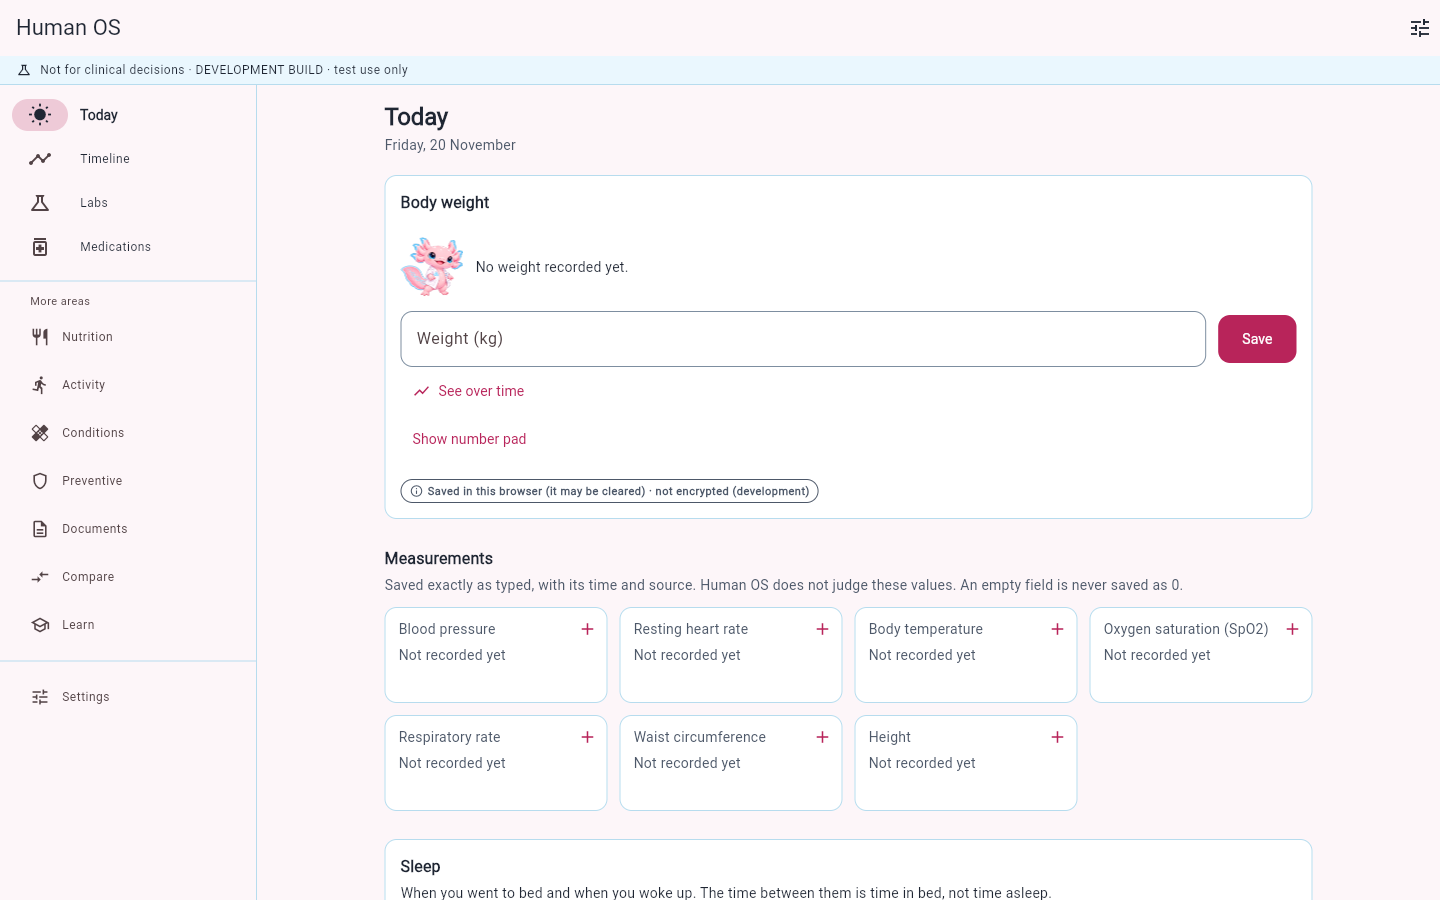 Human OS
Not for clinical decisions · DEVELOPMENT BUILD · test use only
Today
Timeline
Labs
Medications
More areas
Nutrition
Activity
Conditions
Preventive
Documents
Compare
Learn
Settings
Today
Friday, 20 November
Body weight
No weight recorded yet.
Weight (kg)
Save
See over time
Show number pad
Saved in this browser (it may be cleared) · not encrypted (development)
Measurements
Saved exactly as typed, with its time and source. Human OS does not judge these values. An empty field is never saved as 0.
Blood pressure
Not recorded yet
Resting heart rate
Not recorded yet
Body temperature
Not recorded yet
Oxygen saturation (SpO2)
Not recorded yet
Respiratory rate
Not recorded yet
Waist circumference
Not recorded yet
Height
Not recorded yet
Sleep
When you went to bed and when you woke up. The time between them is time in bed, not time asleep.